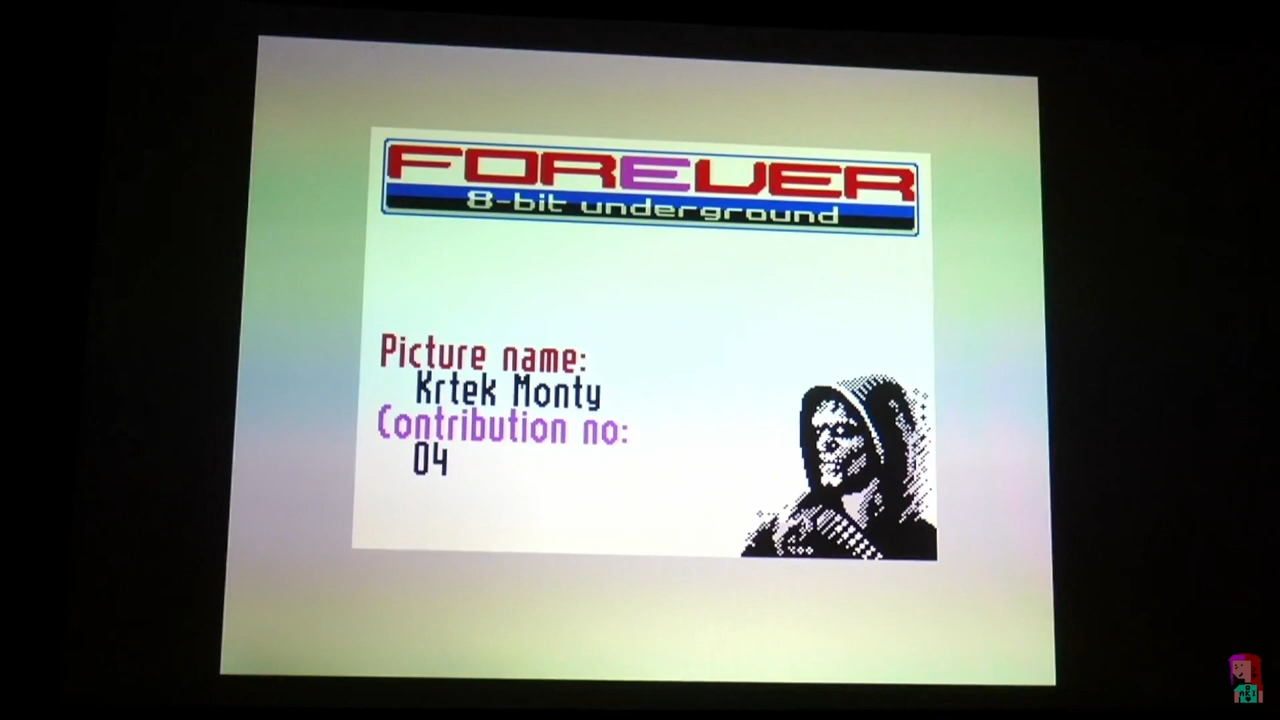 FOREVER
8-bit underground
Picture name:
Krtek Monty
Contribution no:
04